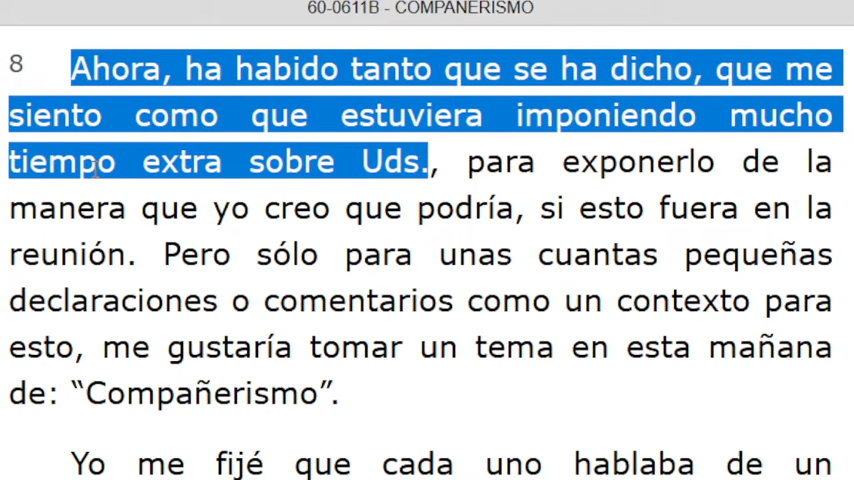 60-0611B - COMPAÑERISMO
8 Ahora, ha habido tanto que se ha dicho, que me
siento como que estuviera imponiendo mucho
tiempo extra sobre Uds., para exponerlo de la
manera que yo creo que podría, si esto fuera en la
reunión. Pero sólo para unas cuantas pequeñas
declaraciones o comentarios como un contexto para
esto, me gustaría tomar un tema en esta mañana
de: “Compañerismo”.
Yo me fijé que cada uno hablaba de un